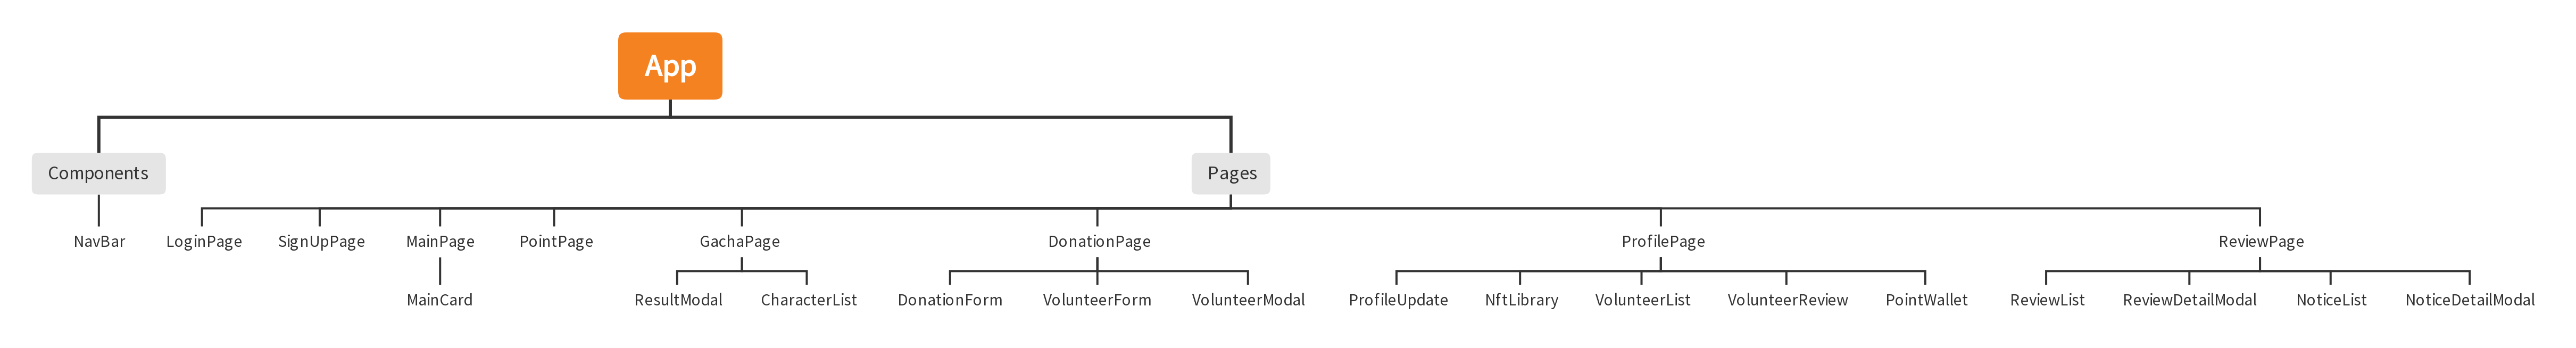 App
Components
Pages
NavBar
LoginPage
SignUpPage
MainPage
PointPage
GachaPage
DonationPage
ProfilePage
ReviewPage
MainCard
ResultModal
CharacterList
DonationForm
VolunteerForm
VolunteerModal
ProfileUpdate
NftLibrary
VolunteerList
VolunteerReview
PointWallet
ReviewList
ReviewDetailModal
NoticeList
NoticeDetailModal